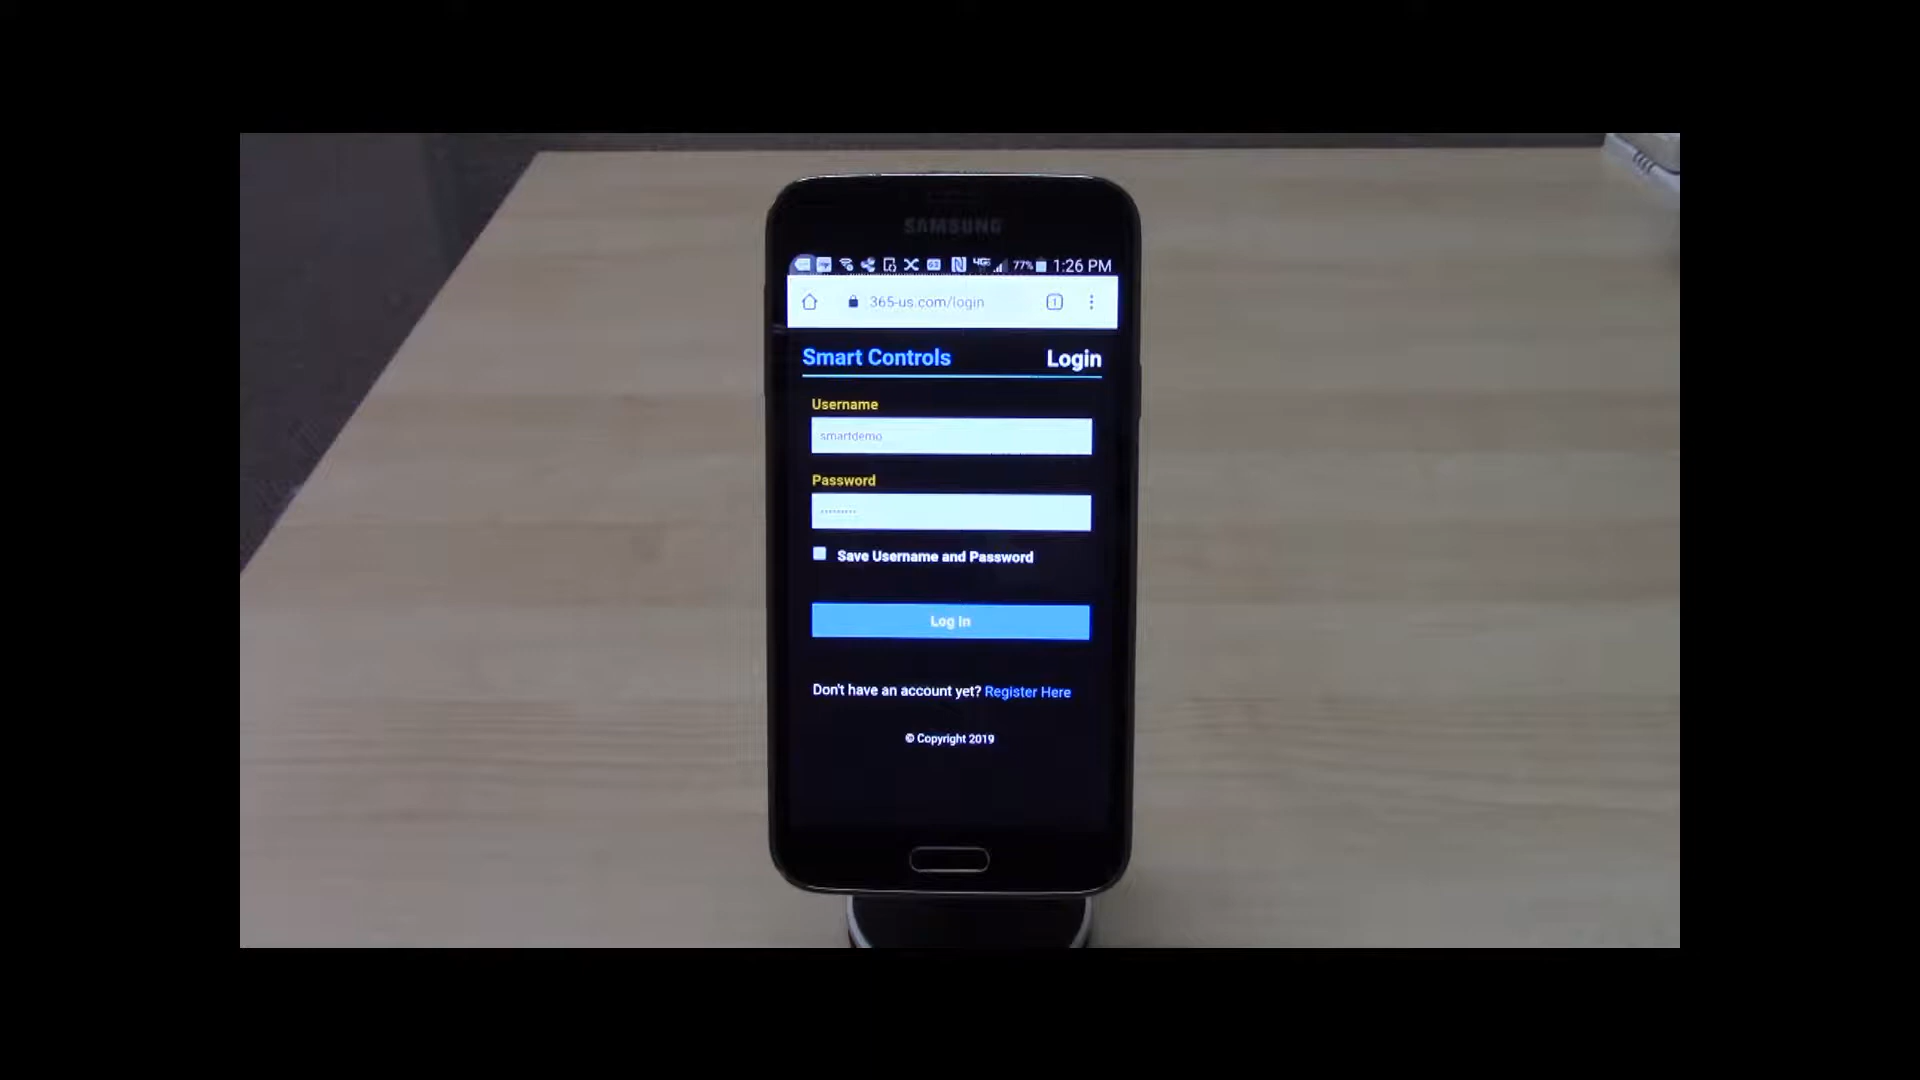 SAMSUNG
77% 1:26 PM
365-us.com/login
1
Smart Controls Login
Username
smartdemo
Password
Save Username and Password
Log In
Don't have an account yet? Register Here
© Copyright 2019